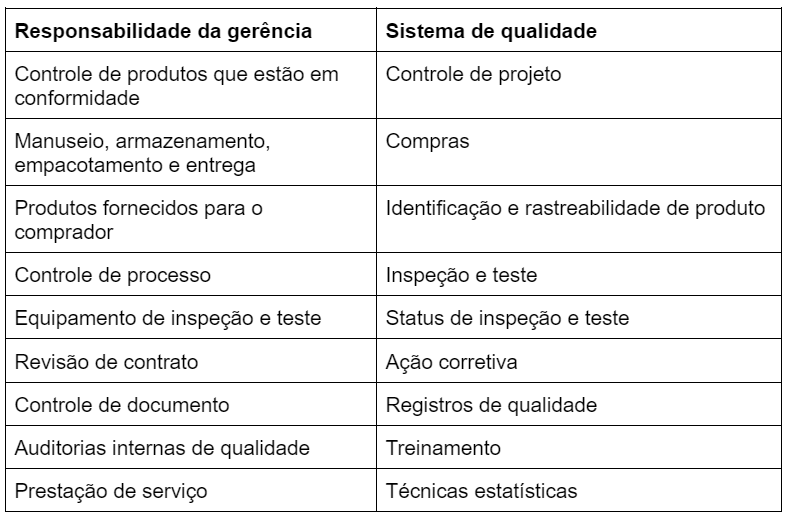 Responsabilidade da gerência
Sistema de qualidade
Controle de produtos que estão em
conformidade
Controle de projeto
Manuseio, armazenamento,
empacotamento e entrega
Compras
Produtos fornecidos para o
comprador
Identificação e rastreabilidade de produto
Controle de processo
Inspeção e teste
Equipamento de inspeção e teste
Status de inspeção e teste
Revisão de contrato
Ação corretiva
Controle de documento
Registros de qualidade
Auditorias internas de qualidade
Treinamento
Prestação de serviço
Técnicas estatísticas